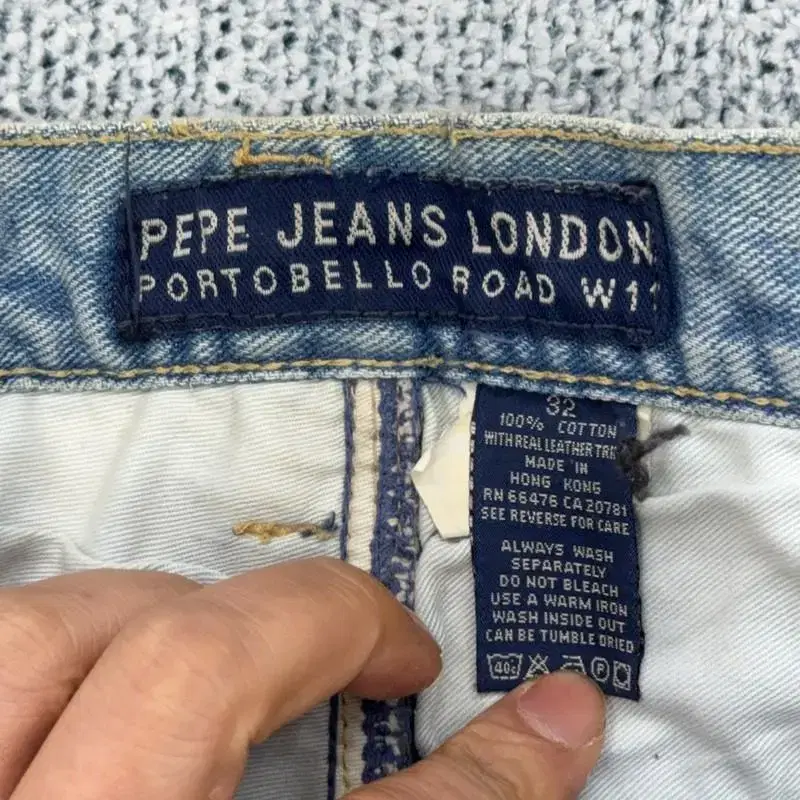 PEPE JEANS LONDON
PORTOBELLO ROAD W11
32
100% COTTON
WITH REAL LEATHER TRI
MADE IN
HONG KONG
RN 66476 CA 20781
SEE REVERSE FOR CARE
ALWAYS WASH
SEPARATELY
DO NOT BLEACH
USE A WARM IRON
WASH INSIDE OUT
CAN BE TUMBLE DRIED
40c P